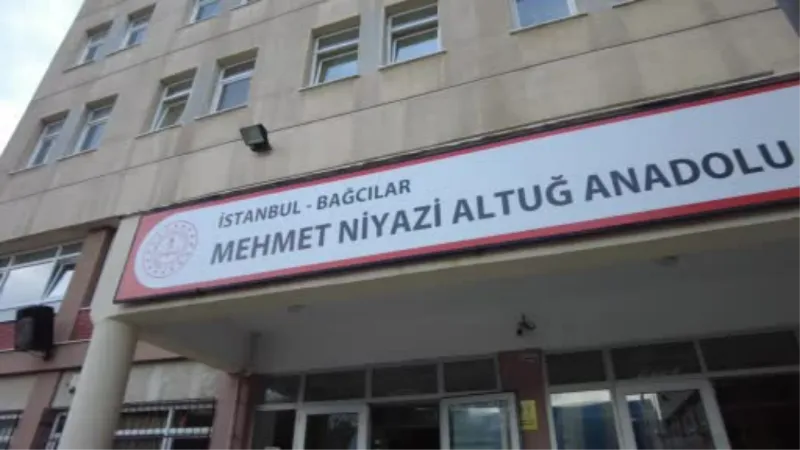 İSTANBUL - BAĞCILAR
MEHMET NİYAZİ ALTUĞ ANADOLU